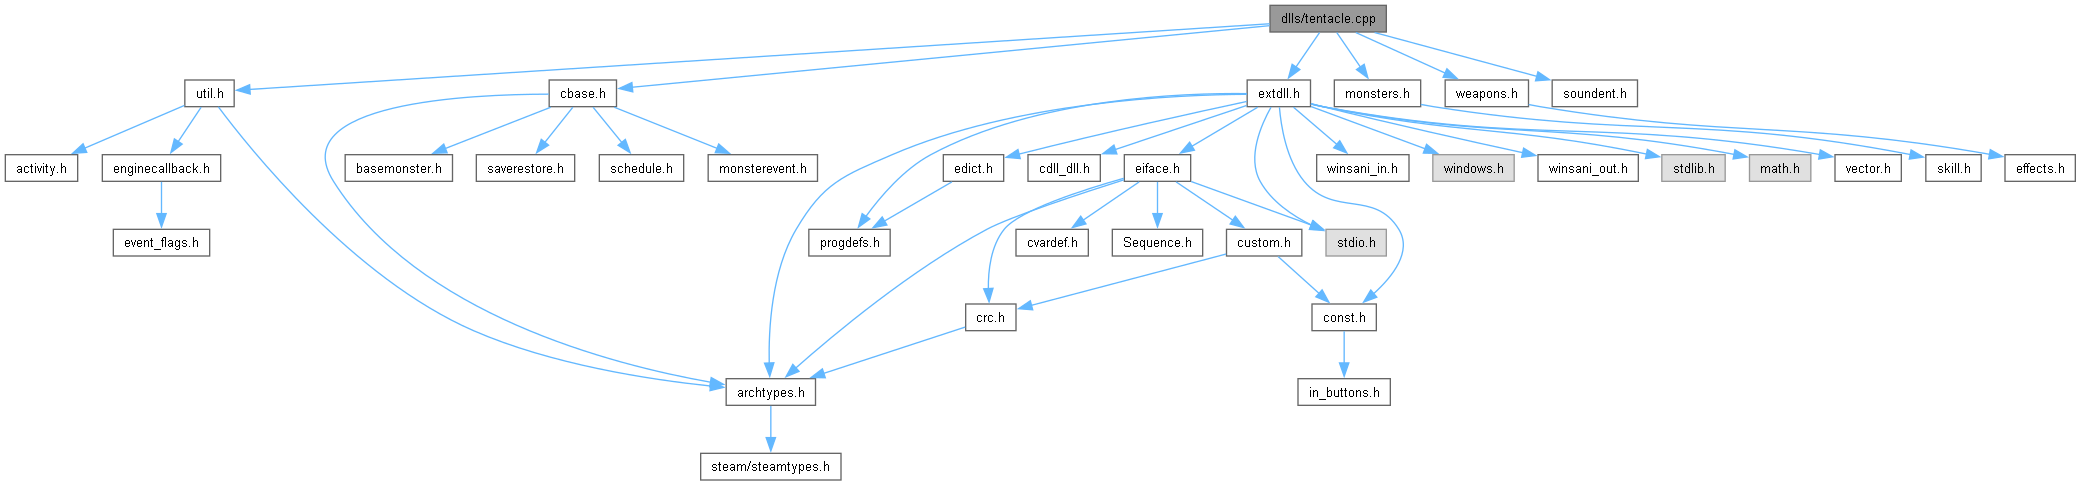 dlls/tentacle.cpp
util.h
cbase.h
extdll.h
monsters.h
weapons.h
soundent.h
activity.h
enginecallback.h
basemonster.h
saverestore.h
schedule.h
monsterevent.h
edict.h
cdll_dll.h
eiface.h
winsani_in.h
windows.h
winsani_out.h
stdlib.h
math.h
vector.h
skill.h
effects.h
event_flags.h
progdefs.h
cvardef.h
Sequence.h
custom.h
stdio.h
crc.h
const.h
archtypes.h
in_buttons.h
steam/steamtypes.h